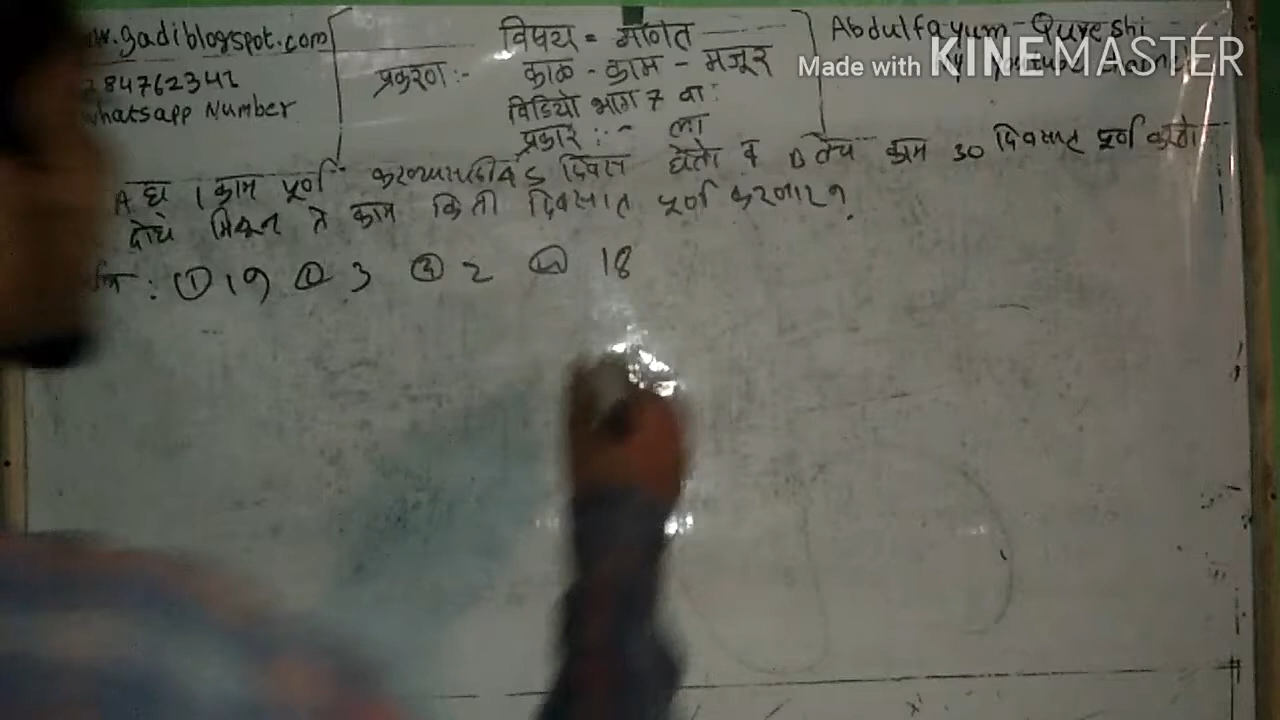 w.gadiblogspot.com
विषय = गणित
Abdulfayum - Qureshi
Made with KINEMASTER
84762342
प्रकरण :- काळ - काम - मजूर
whatsapp Number
विडियो भाग 7 वा :
प्रकार :- ला
A हा 1 काम पूर्ण 5 दिवस घेतो व B तेच काम 30 दिवसात पूर्ण करतो
दोघे मिळून ते काम किती दिवसात पूर्ण करणार ?
① 19 ② 3 ③ 2 ④ 18